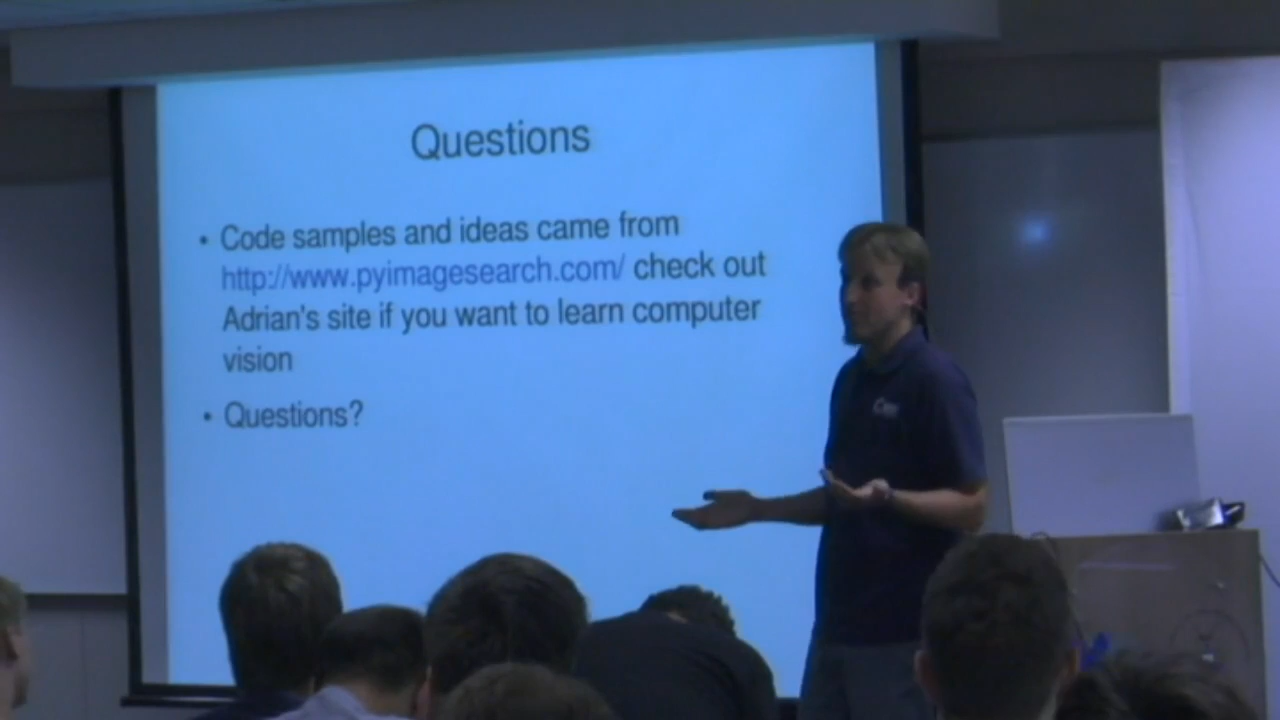 Questions
• Code samples and ideas came from
http://www.pyimagesearch.com/ check out
Adrian's site if you want to learn computer
vision
• Questions?